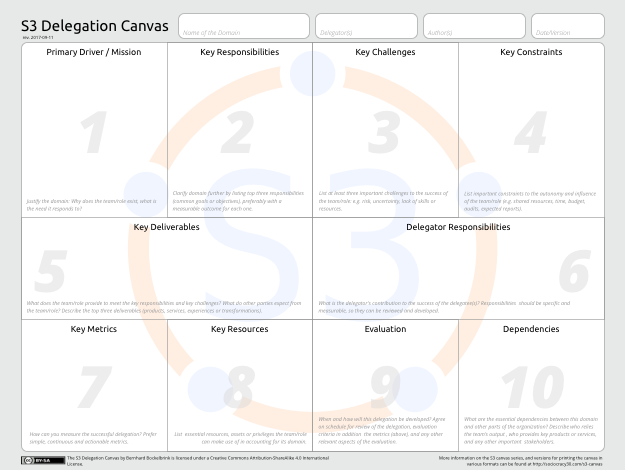 S3 Delegation Canvas
rev. 2017-09-11
Name of the Domain
Delegator(s)
Author(s)
Date/Version
Primary Driver / Mission
Key Responsibilities
Key Challenges
Key Constraints
1
2
3
4
Justify the domain: Why does the team/role exist, what is
the need it responds to?
Clarify domain further by listing top three responsibilities
(common goals or objectives), preferably with a
measurable outcome for each one.
List at least three important challenges to the success of
the team/role. e.g. risk, uncertainty, lack of skills or
resources.
List important constraints to the autonomy and influence
of the team/role (e.g. shared resources, time, budget,
audits, expected reports).
S3
Key Deliverables
Delegator Responsibilities
5
6
What does the team/role provide to meet the key responsibilities and key challenges? What do other parties expect from
the team/role? Describe the top three deliverables (products, services, experiences or transformations).
What is the delegator's contribution to the success of the delegatee(s)? Responsibilities should be specific and
measurable, so they can be reviewed and developed.
Key Metrics
Key Resources
Evaluation
Dependencies
7
8
9
10
How can you measure the successful delegation? Prefer
simple, continuous and actionable metrics.
List essential resources, assets or privileges the team/role
can make use of in accounting for its domain.
When and how will this delegation be developed? Agree
on schedule for review of the delegation, evaluation
criteria in addition the metrics (above), and any other
relevant aspects of the evaluation.
What are the essential dependencies between this domain
and other parts of the organization? Describe who relies
the team's output , who provides key products or services,
and any other important stakeholders.
CC BY-SA
The S3 Delegation Canvas by Bernhard Bockelbrink is licensed under a Creative Commons Attribution-ShareAlike 4.0 International
License.
More information on the S3 canvas series, and versions for printing the canvas in
various formats can be found at http://sociocracy30.com/s3-canvas